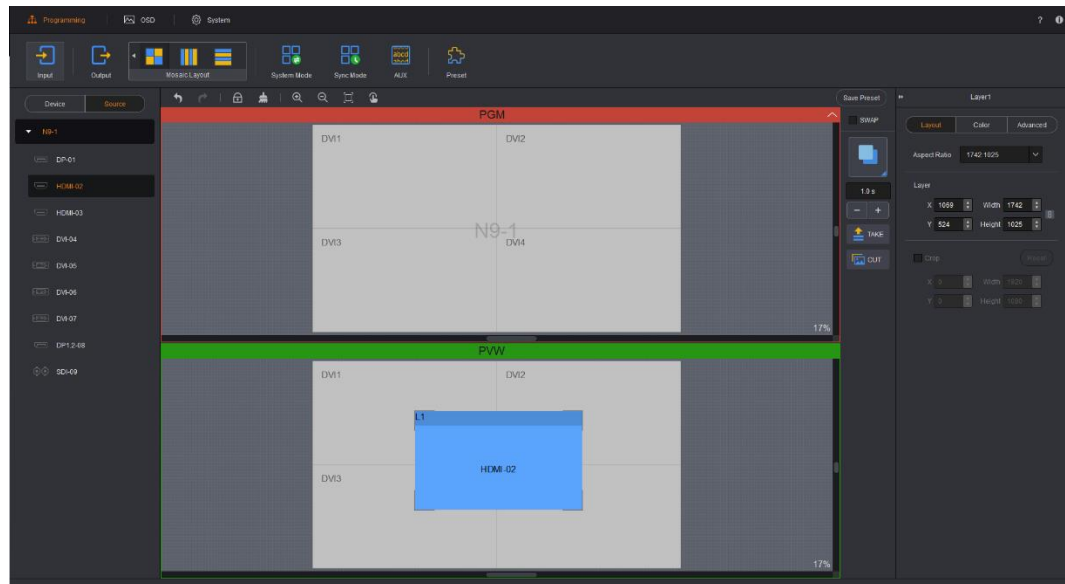 Programming OSD System ?
Input Output Mosaic Layout System Mode Sync Mode AUX Preset
abcd
Device Source
N9-1
DP-01
HDMI-02
HDMI-03
DVI-04
DVI-05
DVI-06
DVI-07
DP1.2-08
SDI-09
PGM
DVI1 DVI2
N9-1
DVI3 DVI4
17%
PVW
DVI1 DVI2
L1
HDMI-02
DVI3
17%
Save Preset
SWAP
1.0 s
- +
TAKE
CUT
Layer1
Layout Color Advanced
Aspect Ratio 1742:1025
Layer
X 1069 Width 1742
Y 524 Height 1025
Crop Reset
X 0 Width 1920
Y 0 Height 1080